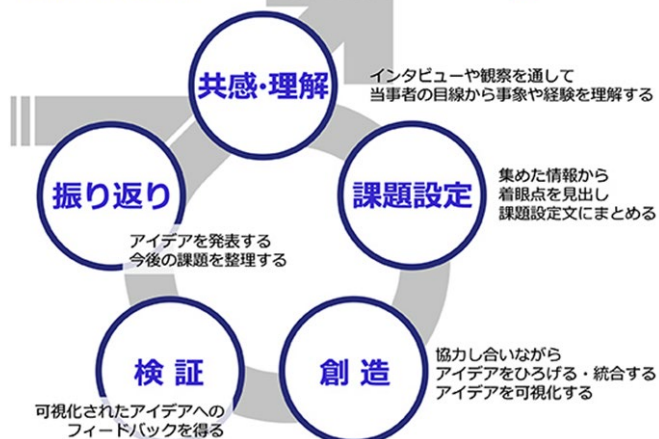 共感・理解
インタビューや観察を通して
当事者の目線から事象や経験を理解する
課題設定
集めた情報から
着眼点を見出し
課題設定文にまとめる
創造
協力し合いながら
アイデアをひろげる・統合する
アイデアを可視化する
検証
可視化されたアイデアへの
フィードバックを得る
振り返り
アイデアを発表する
今後の課題を整理する